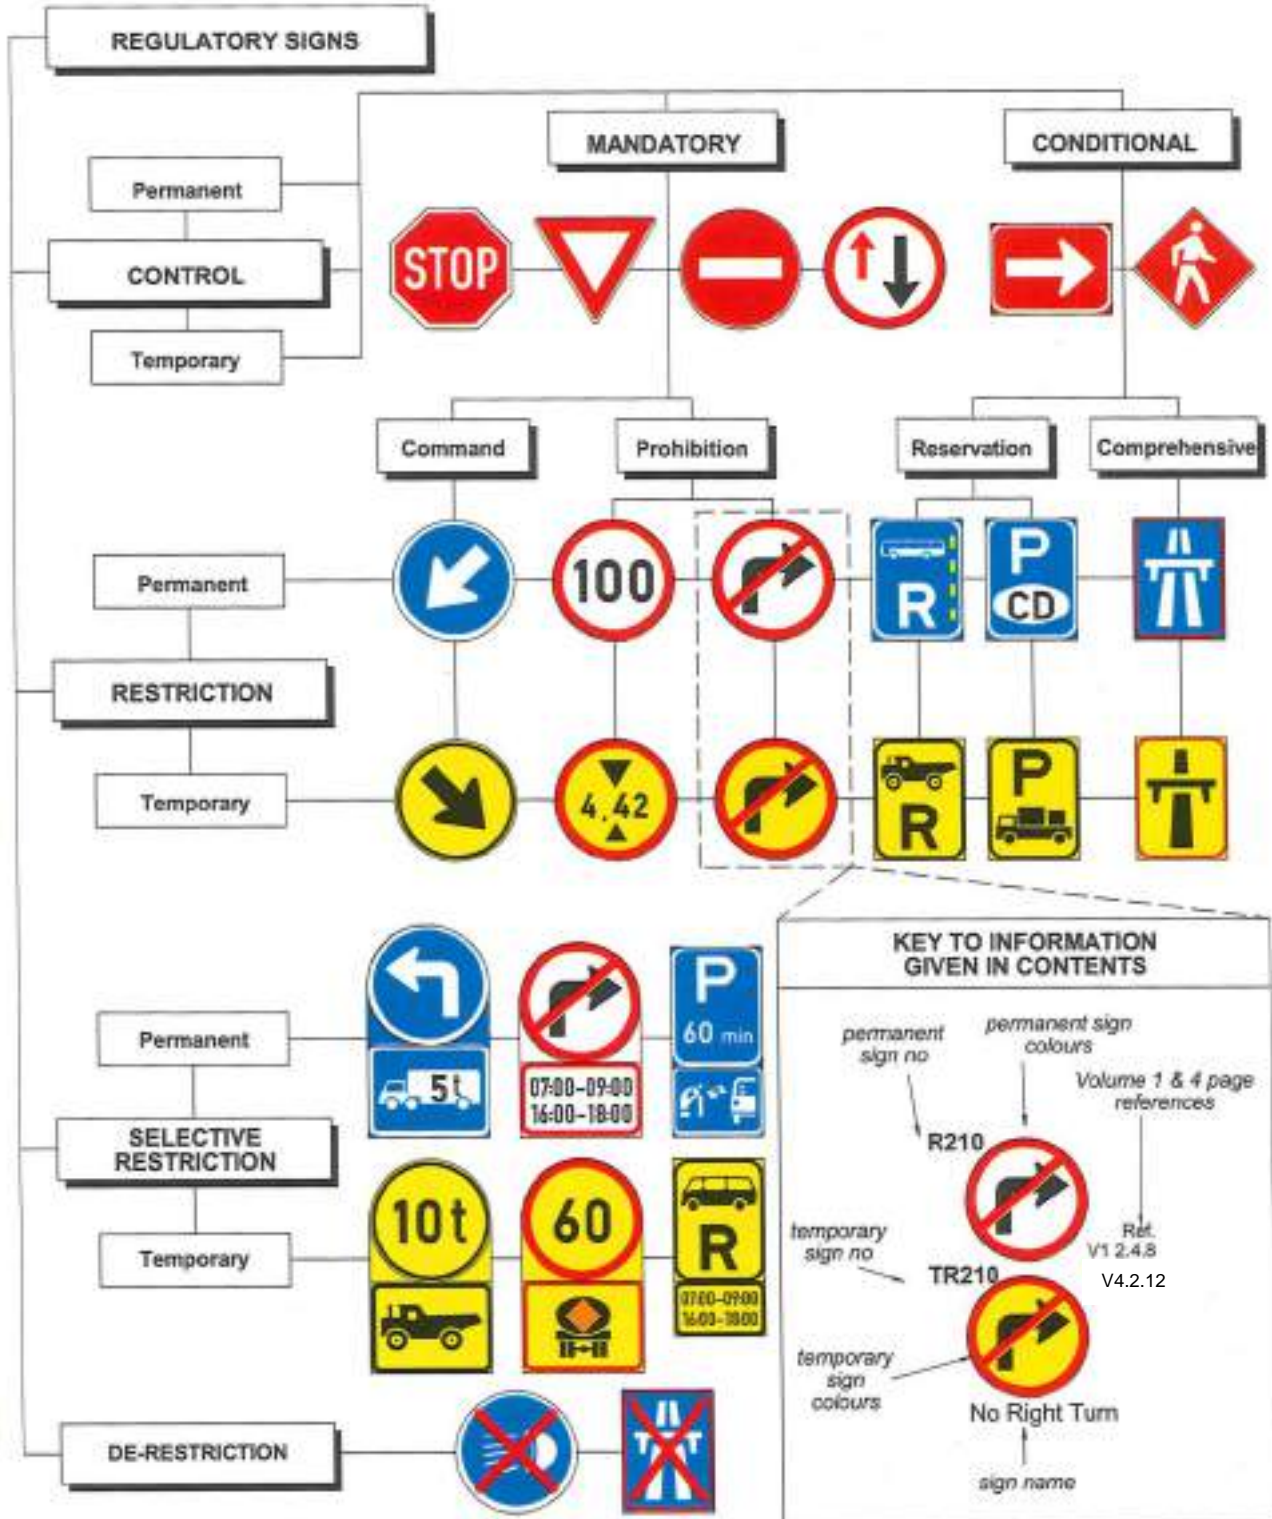 REGULATORY SIGNS
MANDATORY
CONDITIONAL
Permanent
CONTROL
Temporary
STOP
Command
Prohibition
Reservation
Comprehensive
Permanent
100
R
P
CD
RESTRICTION
Temporary
4.42
R
P
Permanent
5t
07:00-09:00
16:00-18:00
P
60 min
SELECTIVE
RESTRICTION
Temporary
10t
60
R
07:00-09:00
16:00-18:00
DE-RESTRICTION
KEY TO INFORMATION
GIVEN IN CONTENTS
permanent
sign no
permanent sign
colours
Volume 1 & 4 page
references
R210
Ref.
V1 2.4.8
temporary
sign no
TR210
V4.2.12
temporary
sign
colours
No Right Turn
sign name